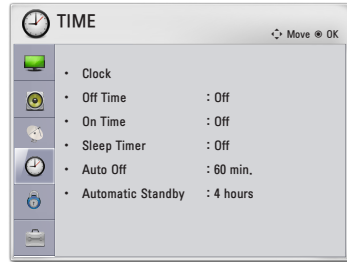 TIME
Move OK
• Clock
• Off Time : Off
• On Time : Off
• Sleep Timer : Off
• Auto Off : 60 min.
• Automatic Standby : 4 hours